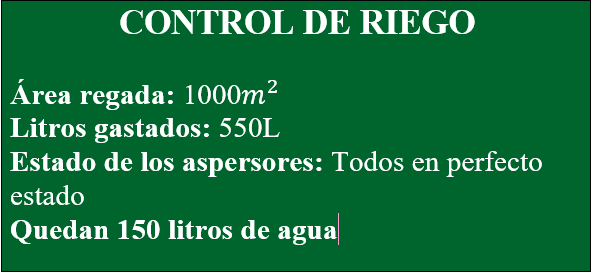 CONTROL DE RIEGO
Área regada: 1000m²
Litros gastados: 550L
Estado de los aspersores: Todos en perfecto
estado
Quedan 150 litros de agua